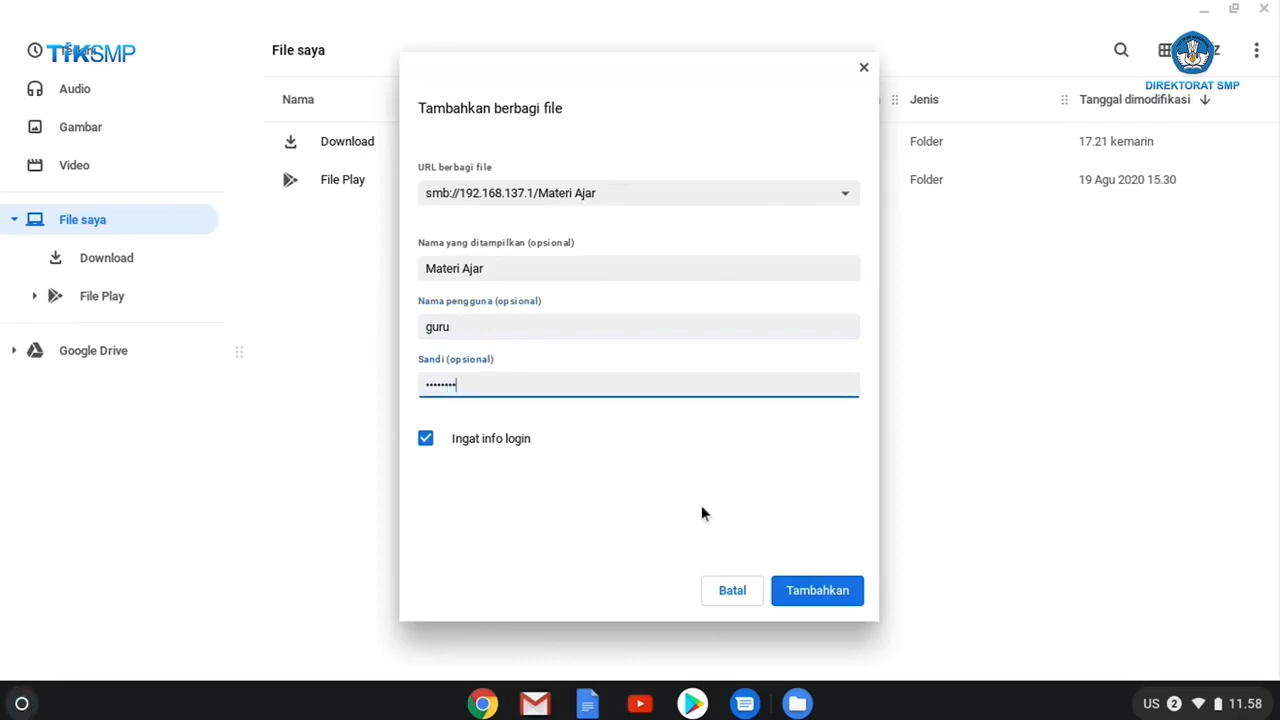 TIKSMP
Audio
Gambar
Video
File saya
Download
File Play
Google Drive
File saya
Z
DIREKTORAT SMP
Nama
Jenis
Tanggal dimodifikasi
Download
Folder
17.21 kemarin
File Play
Folder
19 Agu 2020 15.30
Tambahkan berbagi file
URL berbagi file
smb://192.168.137.1/Materi Ajar
Nama yang ditampilkan (opsional)
Materi Ajar
Nama pengguna (opsional)
guru
Sandi (opsional)
••••••••
Ingat info login
Batal
Tambahkan
US 2 11.58